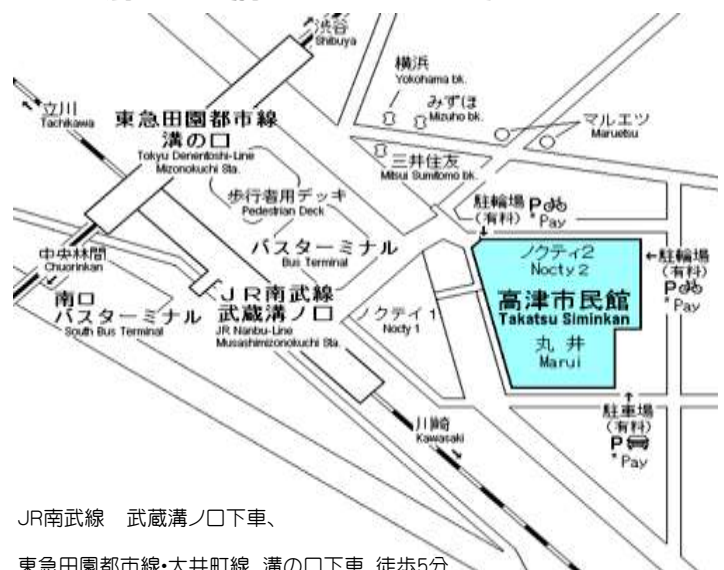 渋谷
Shibuya
横浜
Yokohama bk.
みずほ
Mizuho bk.
立川
Tachikawa
東急田園都市線
溝の口
Tokyu Denentoshi-Line
Mizonokuchi Sta.
マルエツ
Maruetsu
三井住友
Mitsui Sumitomo bk.
歩行者用デッキ
Pedestrian Deck
駐輪場
(有料)
P
*Pay
バスターミナル
Bus Terminal
中央林間
Chuorinkan
ノクティ2
Nocty 2
駐輪場
(有料)
P
*Pay
南口
バスターミナル
South Bus Terminal
JR南武線
武蔵溝ノ口
JR Nanbu-Line
Musashimizonokuchi Sta.
ノクティ1
Nocty 1
高津市民館
Takatsu Siminkan
丸井
Marui
川崎
Kawasaki
駐車場
(有料)
P
*Pay
JR南武線 武蔵溝ノ口下車、
東急田園都市線・大井町線 溝の口下車 徒歩5分